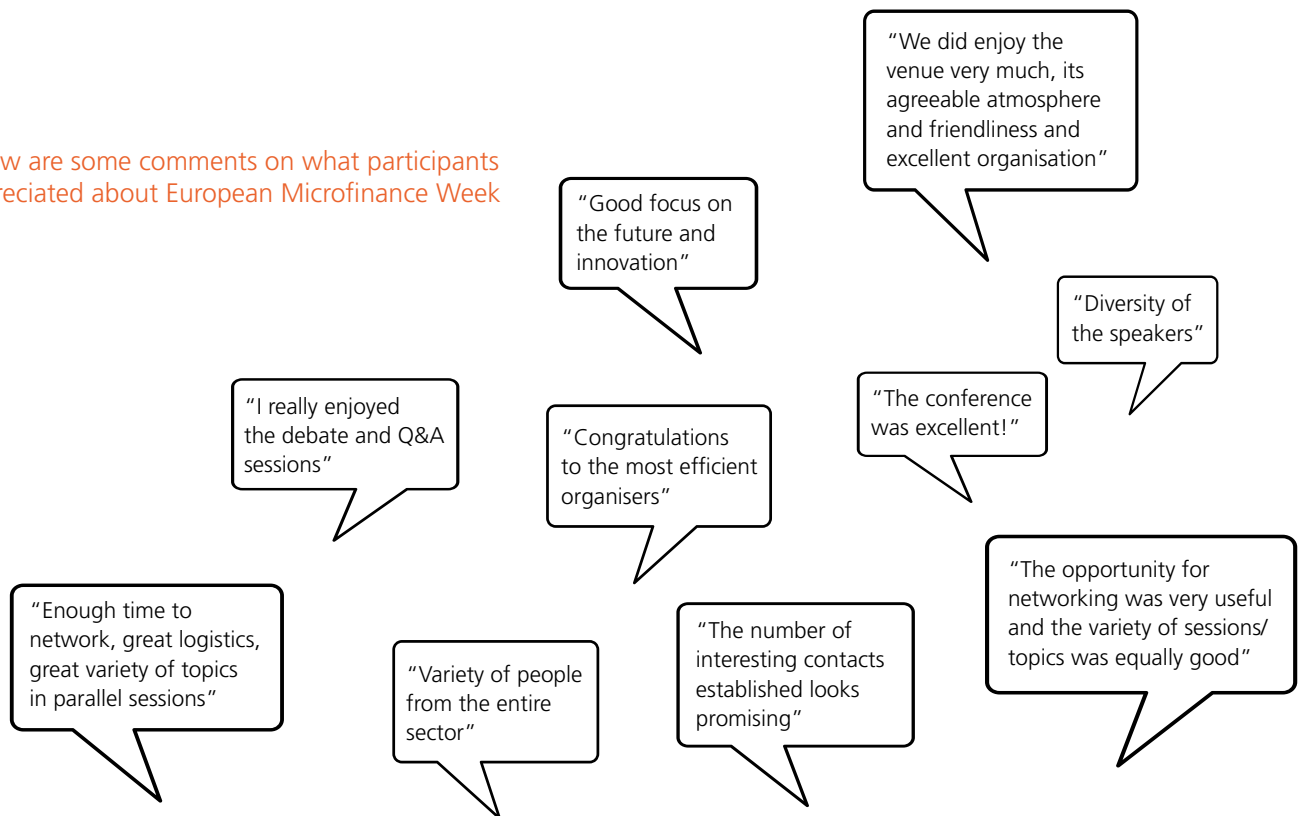 w are some comments on what participants
reciated about European Microfinance Week
“We did enjoy the
venue very much, its
agreeable atmosphere
and friendliness and
excellent organisation”
“Good focus on
the future and
innovation”
“Diversity of
the speakers”
“I really enjoyed
the debate and Q&A
sessions”
“Congratulations
to the most efficient
organisers”
“The conference
was excellent!”
“Enough time to
network, great logistics,
great variety of topics
in parallel sessions”
“Variety of people
from the entire
sector”
“The number of
interesting contacts
established looks
promising”
“The opportunity for
networking was very useful
and the variety of sessions/
topics was equally good”